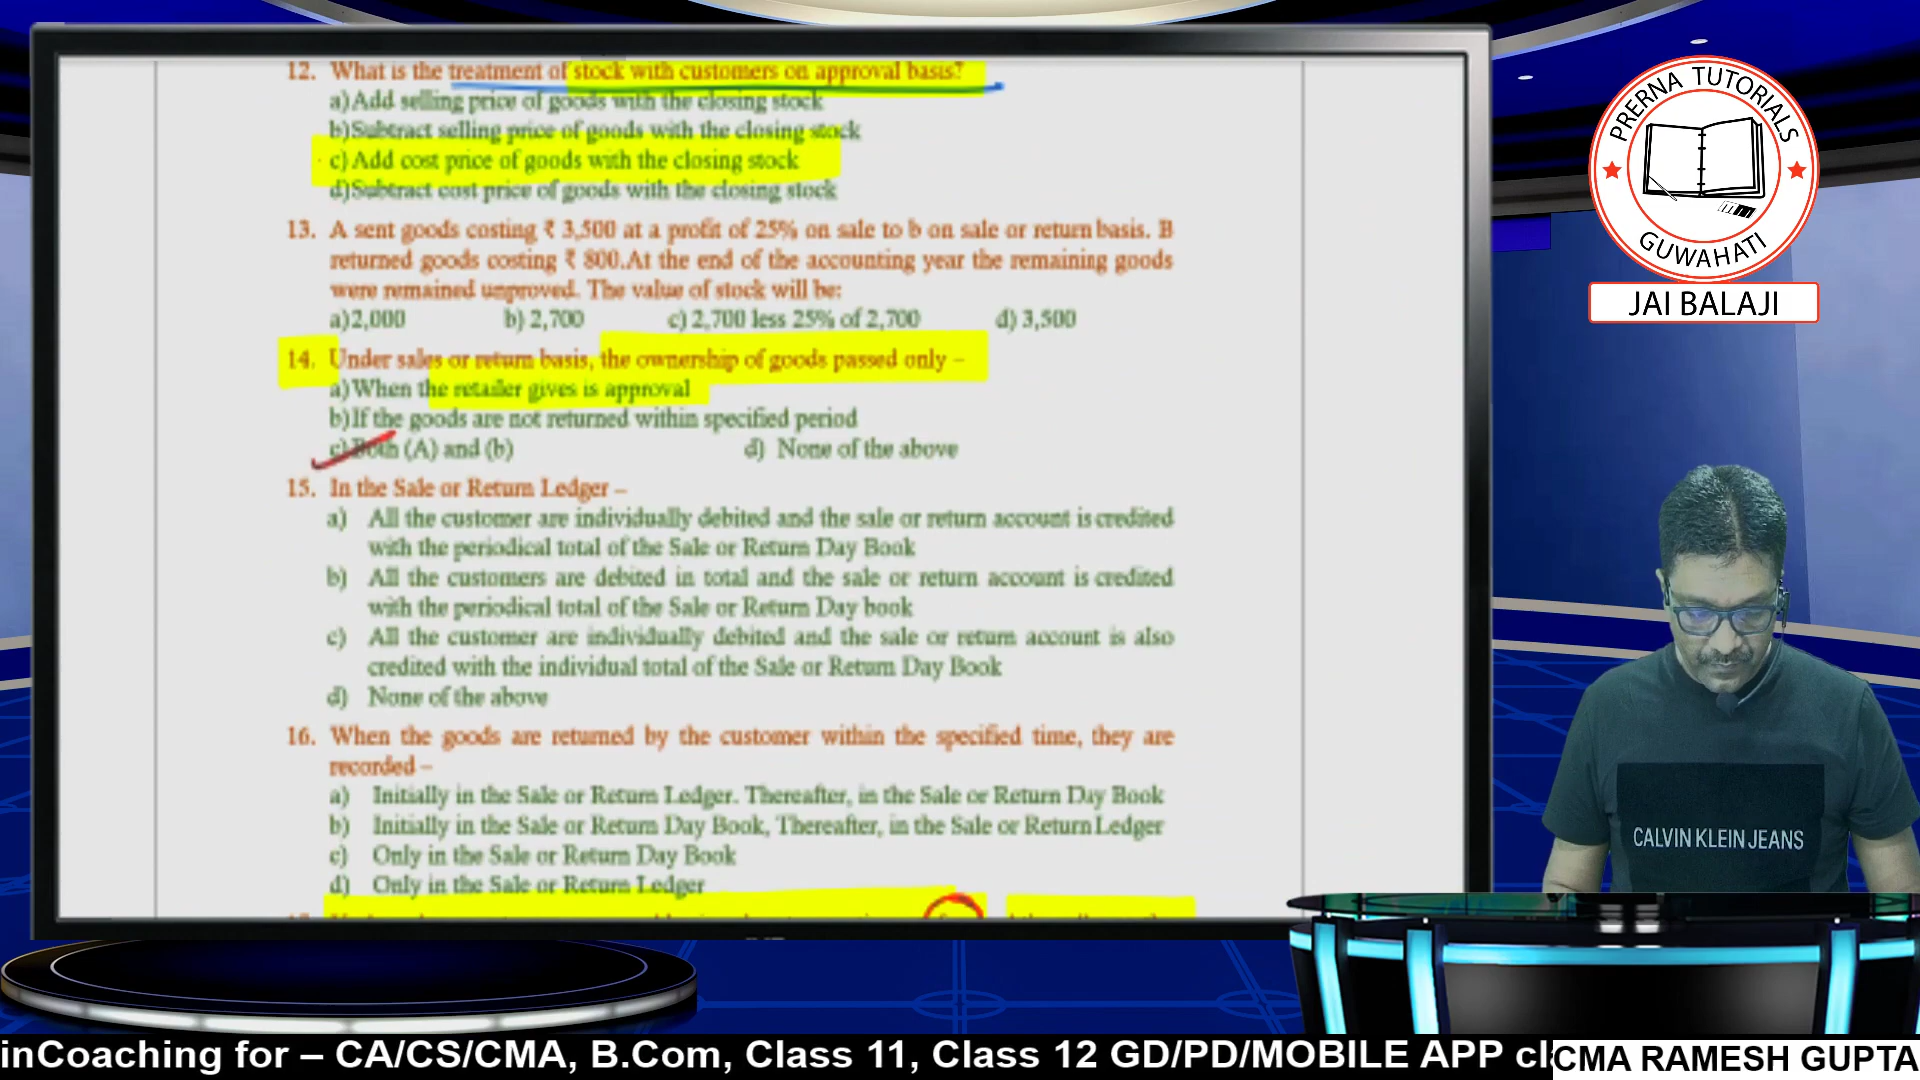 12. What is the treatment of stock with customers on approval basis?
a) Add selling price of goods with the closing stock
b) Subtract selling price of goods with the closing stock
c) Add cost price of goods with the closing stock
d) Subtract cost price of goods with the closing stock
13. A sent goods costing ₹ 3,500 at a profit of 25% on sale to b on sale or return basis. B
returned goods costing ₹ 800.At the end of the accounting year the remaining goods
were remained unproved. The value of stock will be:
a) 2,000 b) 2,700 c) 2,700 less 25% of 2,700 d) 3,500
14. Under sales or return basis, the ownership of goods passed only –
a) When the retailer gives is approval
b) If the goods are not returned within specified period
c) Both (A) and (b) d) None of the above
15. In the Sale or Return Ledger –
a) All the customer are individually debited and the sale or return account is credited
with the periodical total of the Sale or Return Day Book
b) All the customers are debited in total and the sale or return account is credited
with the periodical total of the Sale or Return Day book
c) All the customer are individually debited and the sale or return account is also
credited with the individual total of the Sale or Return Day Book
d) None of the above
16. When the goods are returned by the customer within the specified time, they are
recorded –
a) Initially in the Sale or Return Ledger. Thereafter, in the Sale or Return Day Book
b) Initially in the Sale or Return Day Book, Thereafter, in the Sale or Return Ledger
c) Only in the Sale or Return Day Book
d) Only in the Sale or Return Ledger
PRERNA TUTORIALS
GUWAHATI
JAI BALAJI
CALVIN KLEIN JEANS
inCoaching for – CA/CS/CMA, B.Com, Class 11, Class 12 GD/PD/MOBILE APP cl
CMA RAMESH GUPTA